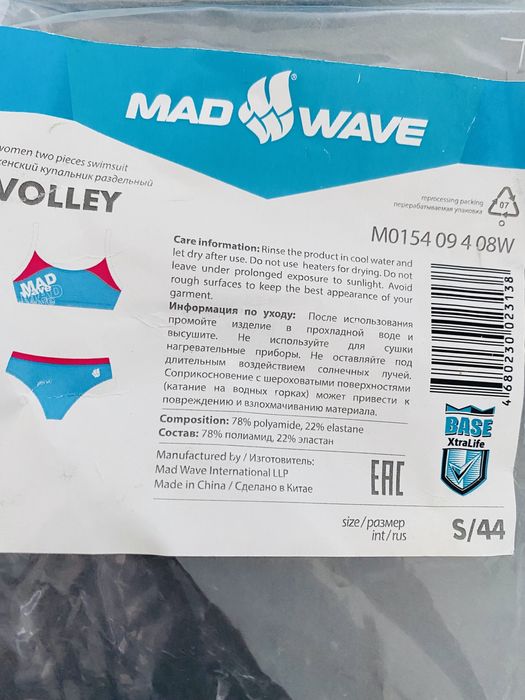 MAD WAVE®
women two pieces swimsuit
женский купальник раздельный
VOLLEY
reprocessing packing
перерабатываемая упаковка
07
M0154 09 4 08W
Care information: Rinse the product in cool water and
let dry after use. Do not use heaters for drying. Do not
leave under prolonged exposure to sunlight. Avoid
rough surfaces to keep the best appearance of your
garment.
Информация по уходу: После использования
промойте изделие в прохладной воде и
высушите. Не используйте для сушки
нагревательные приборы. Не оставляйте под
длительным воздействием солнечных лучей.
Соприкосновение с шероховатыми поверхностями
(катание на водных горках) может привести к
повреждению и взлохмачиванию материала.
4680230023138
MAD
WAVE
MAD
WAVE
BASE
XtraLife
Composition: 78% polyamide, 22% elastane
Состав: 78% полиамид, 22% эластан
Manufactured by / Изготовитель:
Mad Wave International LLP
Made in China / Сделано в Китае
EAC
size/размер
int/rus
S/44